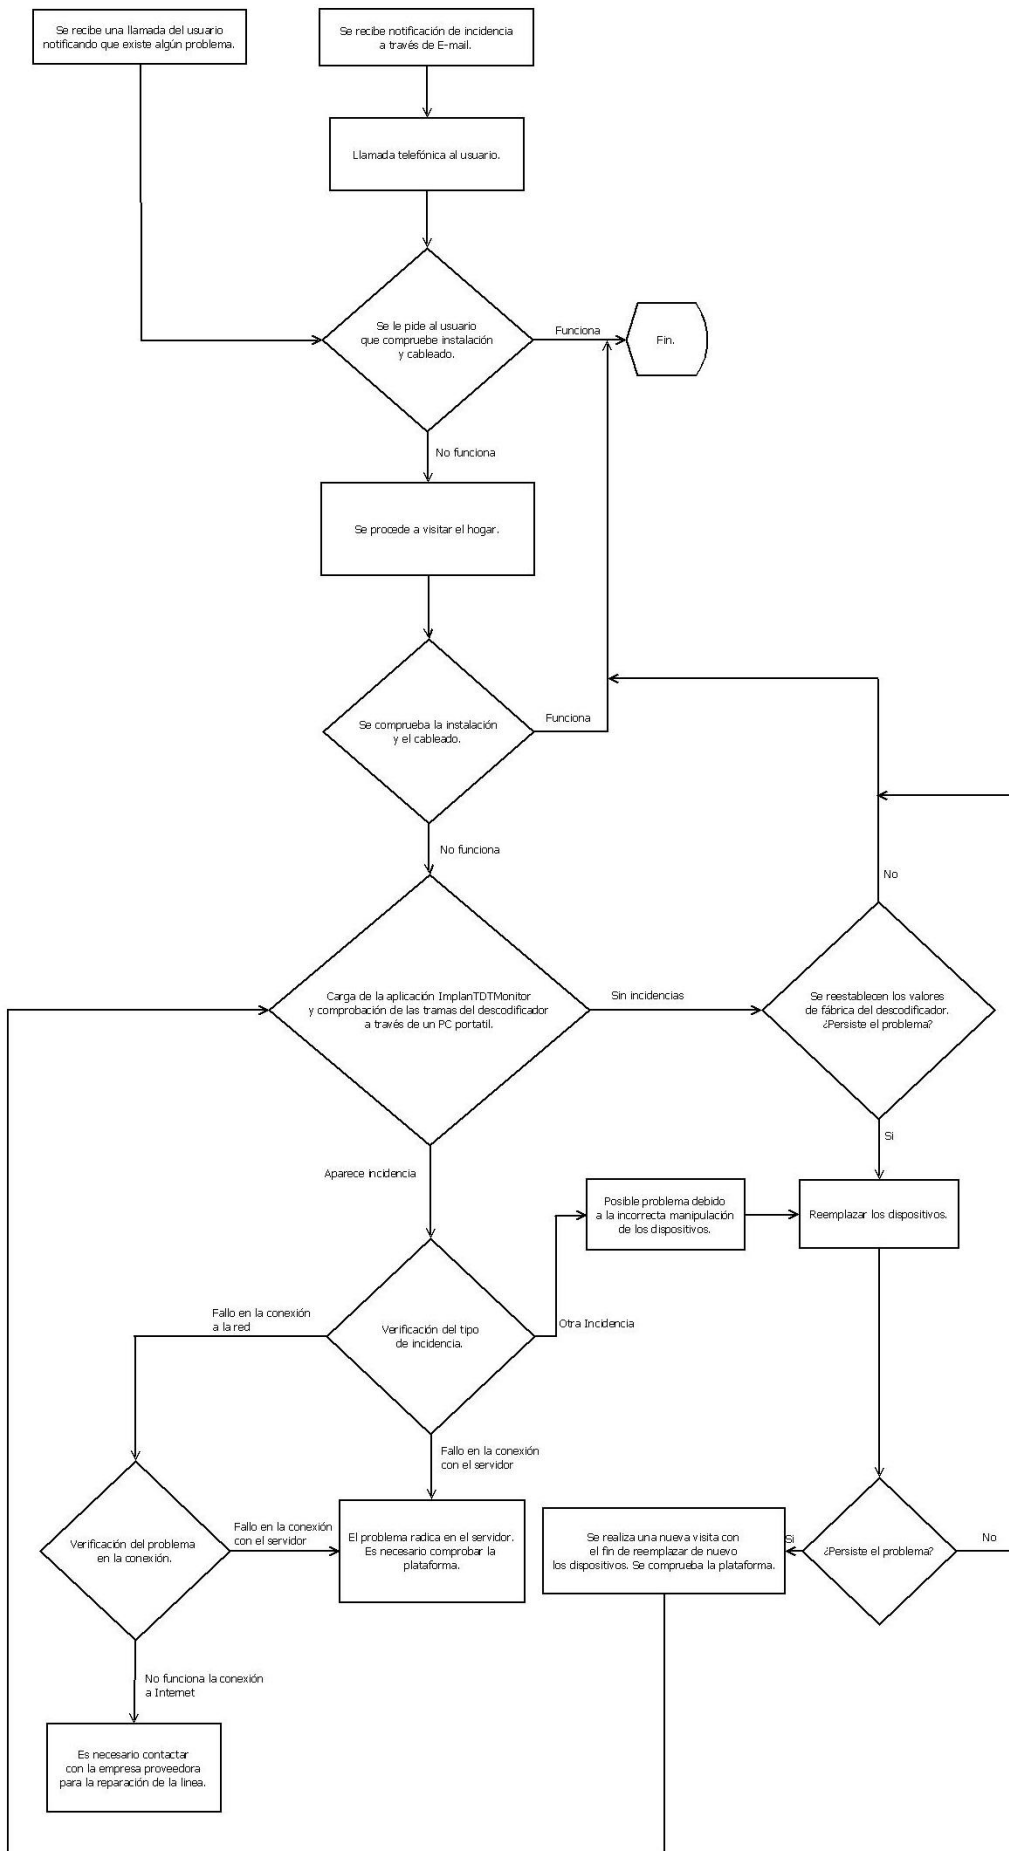 Se recibe una llamada del usuario
notificando que existe algún problema.
Se recibe notificación de incidencia
a través de E-mail.
Llamada telefónica al usuario.
Se le pide al usuario
que compruebe instalación
y cableado.
Funciona
Fin.
No funciona
Se procede a visitar el hogar.
Se comprueba la instalación
y el cableado.
Funciona
No funciona
No
Carga de la aplicación ImplanTDTMonitor
y comprobación de las tramas del descodificador
a través de un PC portatil.
Sin incidencias
Se reestablecen los valores
de fábrica del descodificador.
¿Persiste el problema?
Si
Aparece incidencia
Posible problema debido
a la incorrecta manipulación
de los dispositivos.
Reemplazar los dispositivos.
Fallo en la conexión
a la red
Verificación del tipo
de incidencia.
Otra Incidencia
Fallo en la conexión
con el servidor
Verificación del problema
en la conexión.
Fallo en la conexión
con el servidor
El problema radica en el servidor.
Es necesario comprobar la
plataforma.
Se realiza una nueva visita con
el fin de reemplazar de nuevo
los dispositivos. Se comprueba la plataforma.
Si
¿Persiste el problema?
No
No funciona la conexión
a Internet
Es necesario contactar
con la empresa proveedora
para la reparación de la linea.